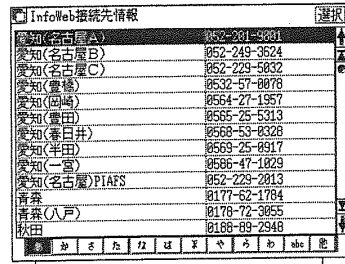 InfoWeb接続先情報 選択
愛知(名古屋A) 052-201-9801
愛知(名古屋B) 052-249-3624
愛知(名古屋C) 052-229-5032
愛知(豊橋) 0532-57-0078
愛知(岡崎) 0564-27-1957
愛知(豊田) 0565-25-5313
愛知(春日井) 0568-53-0328
愛知(半田) 0569-25-0917
愛知(一宮) 0586-47-1029
愛知(名古屋)PIAFS 052-229-2013
青森 0177-62-1784
青森(八戸) 0178-72-3055
秋田 0188-89-2948
あ か さ た な は ま や ら わ abc 他